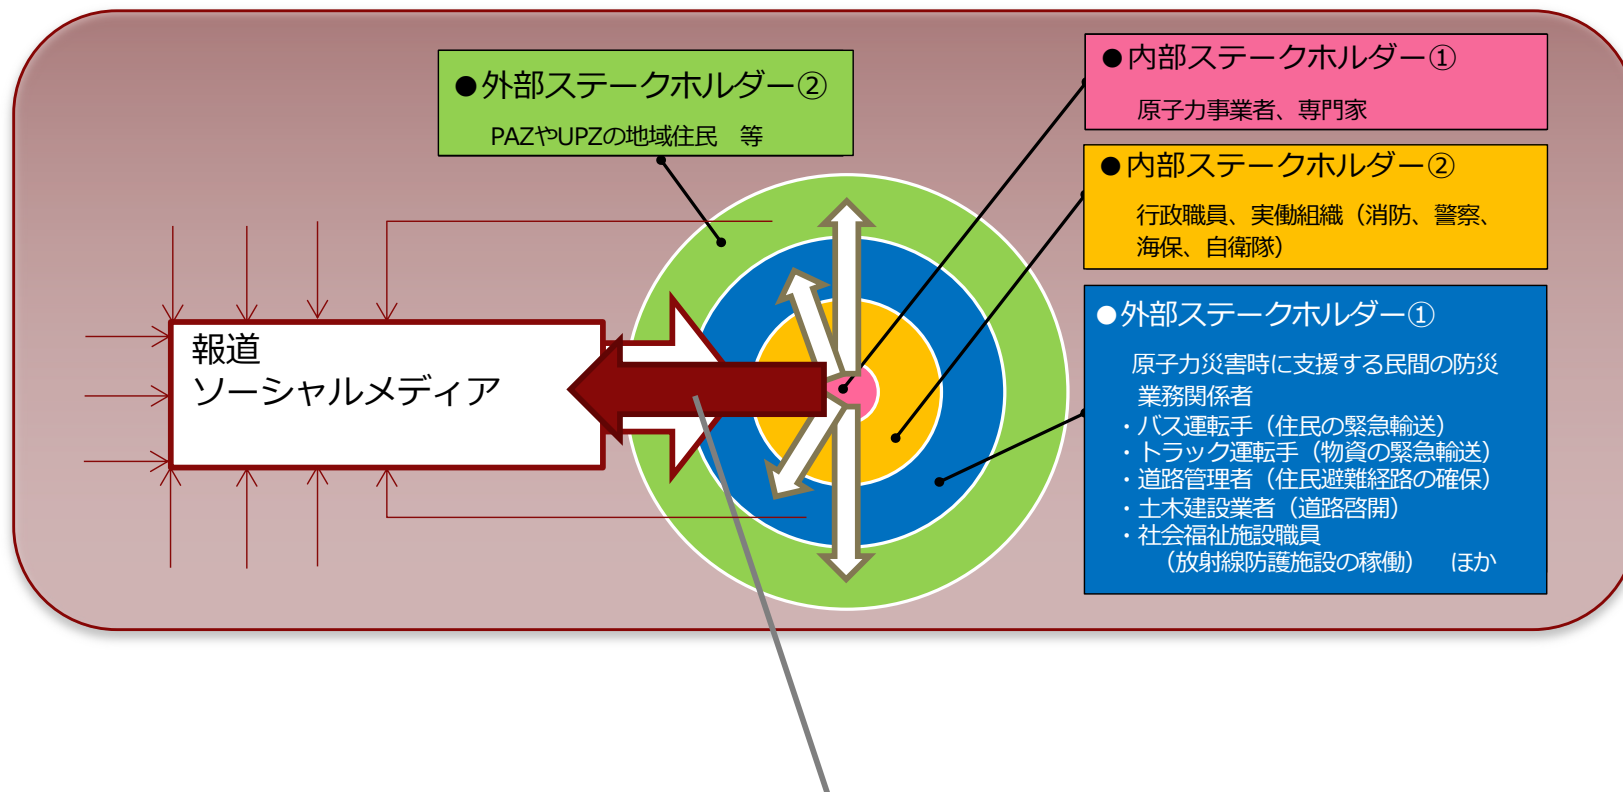 ●外部ステークホルダー②
PAZやUPZの地域住民　等
●内部ステークホルダー①
原子力事業者、専門家
●内部ステークホルダー②
行政職員、実働組織（消防、警察、
海保、自衛隊）
●外部ステークホルダー①
原子力災害時に支援する民間の防災
業務関係者
・バス運転手（住民の緊急輸送）
・トラック運転手（物資の緊急輸送）
・道路管理者（住民避難経路の確保）
・土木建設業者（道路啓開）
・社会福祉施設職員
（放射線防護施設の稼働）　ほか
報道
ソーシャルメディア